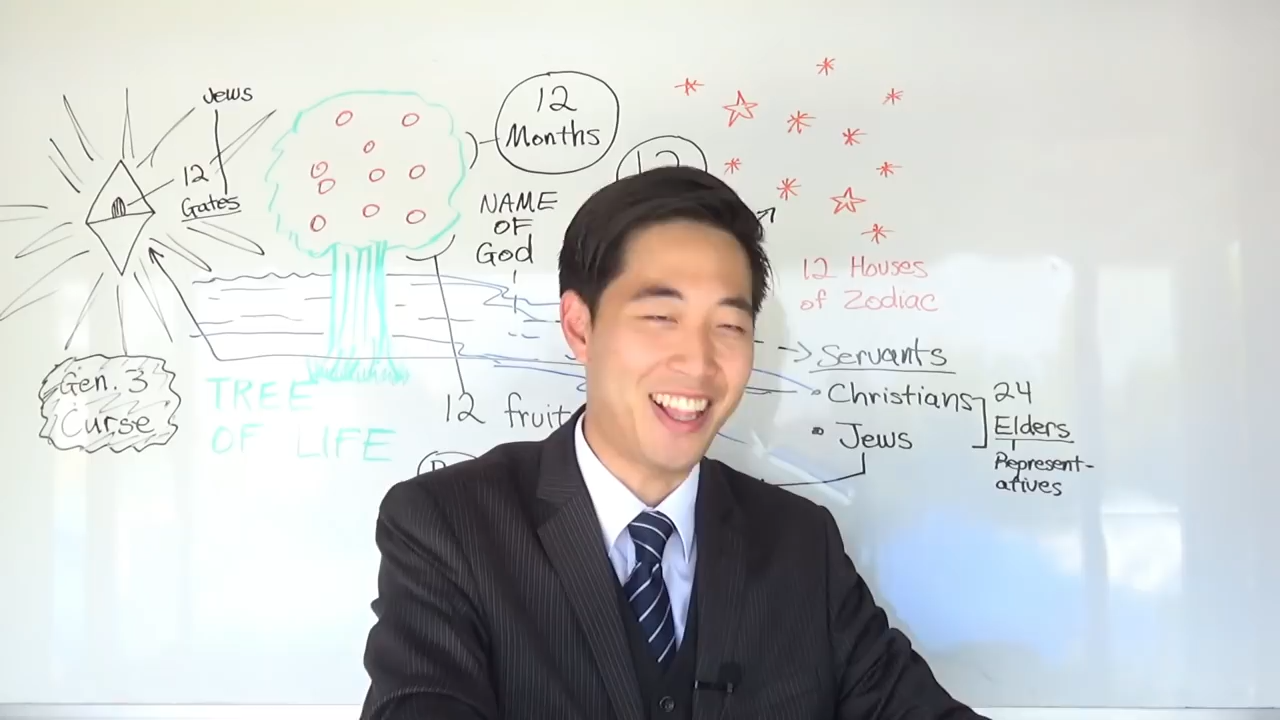 Jews
12
Gates
12
Months
12
NAME
OF
God
12 Houses
of Zodiac
Gen. 3
Curse
TREE
OF LIFE
12 fruit
Servants
• Christians
• Jews
24
Elders
Represent-
atives